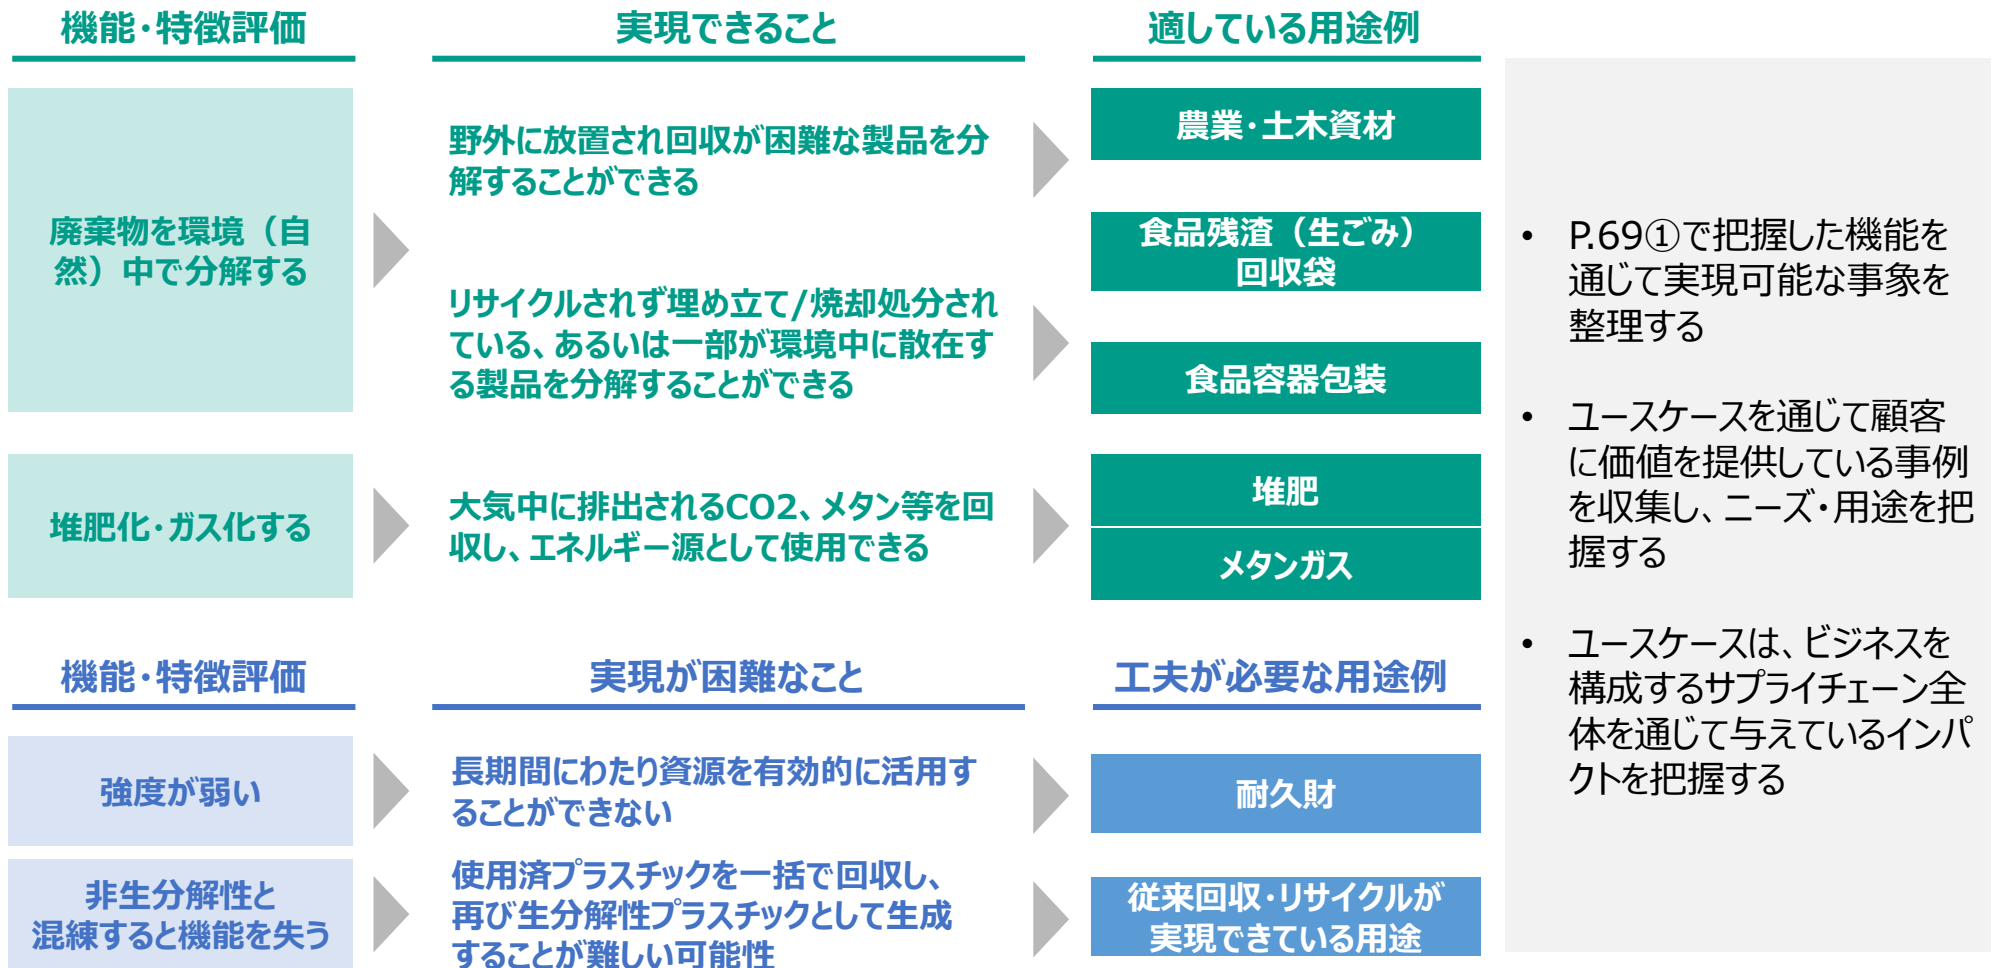 機能・特徴評価
実現できること
適している用途例
廃棄物を環境（自
然）中で分解する
野外に放置され回収が困難な製品を分
解することができる
農業・土木資材
リサイクルされず埋め立て/焼却処分され
ている、あるいは一部が環境中に散在す
る製品を分解することができる
食品残渣（生ごみ）
回収袋
食品容器包装
堆肥化・ガス化する
大気中に排出されるCO2、メタン等を回
収し、エネルギー源として使用できる
堆肥
メタンガス
機能・特徴評価
実現が困難なこと
工夫が必要な用途例
強度が弱い
長期間にわたり資源を有効的に活用す
ることができない
耐久財
非生分解性と
混練すると機能を失う
使用済プラスチックを一括で回収し、
再び生分解性プラスチックとして生成
することが難しい可能性
従来回収・リサイクルが
実現できている用途
• P.69①で把握した機能を
通じて実現可能な事象を
整理する
• ユースケースを通じて顧客
に価値を提供している事例
を収集し、ニーズ・用途を把
握する
• ユースケースは、ビジネスを
構成するサプライチェーン全
体を通じて与えているインパ
クトを把握する